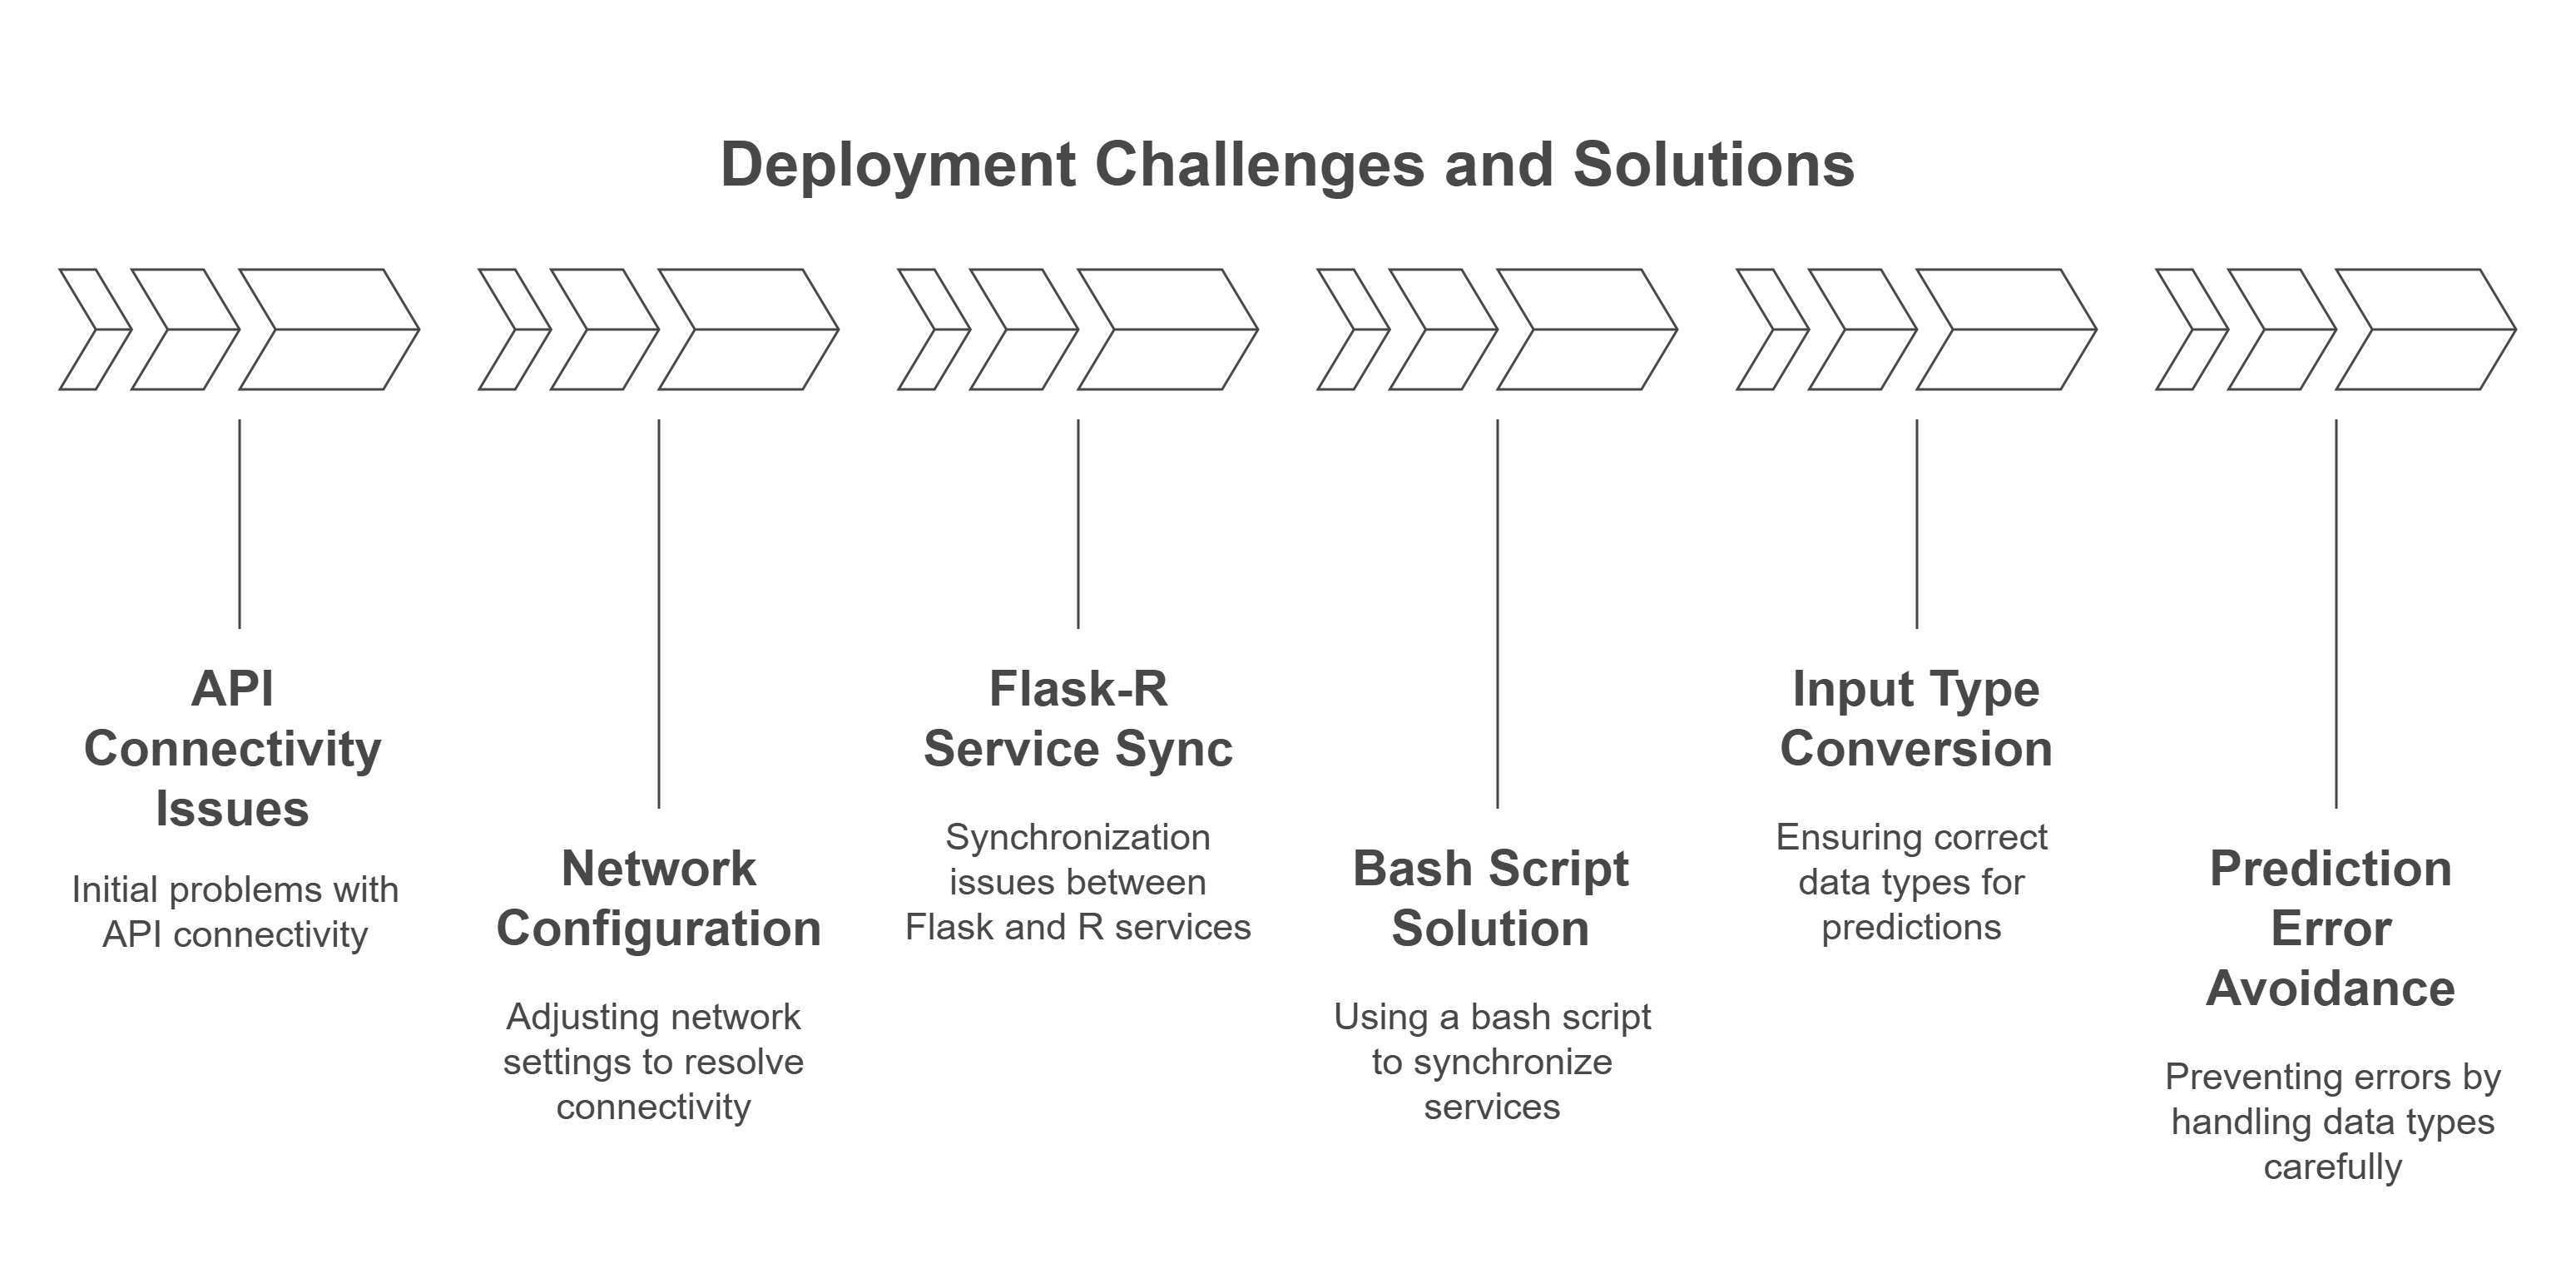 Deployment Challenges and Solutions
API
Connectivity
Issues
Initial problems with
API connectivity
Network
Configuration
Adjusting network
settings to resolve
connectivity
Flask-R
Service Sync
Synchronization
issues between
Flask and R services
Bash Script
Solution
Using a bash script
to synchronize
services
Input Type
Conversion
Ensuring correct
data types for
predictions
Prediction
Error
Avoidance
Preventing errors by
handling data types
carefully